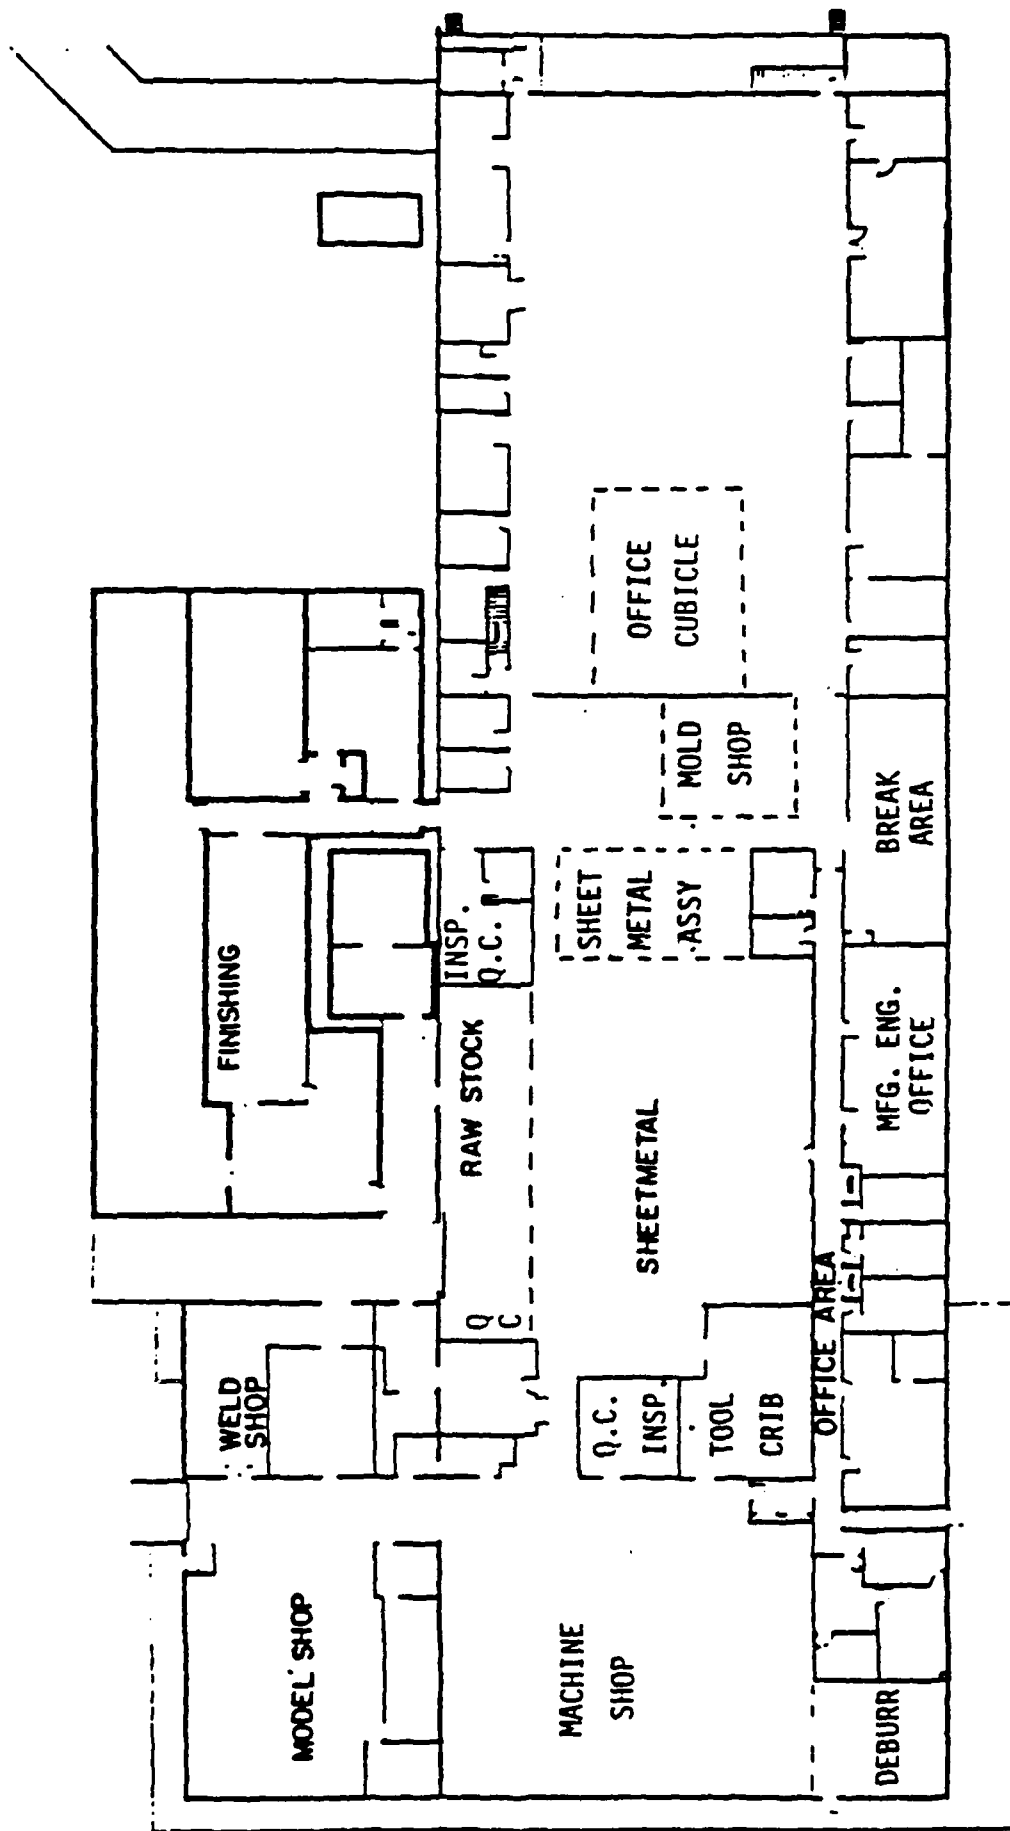 MODEL SHOP
WELD
SHOP
FINISHING
MACHINE
SHOP
Q
C
RAW STOCK
INSP.
Q.C.
Q.C.
INSP.
TOOL
CRIB
SHEETMETAL
SHEET
METAL
ASSY
MOLD
SHOP
OFFICE
CUBICLE
DEBURR
OFFICE AREA
MFG. ENG.
OFFICE
BREAK
AREA